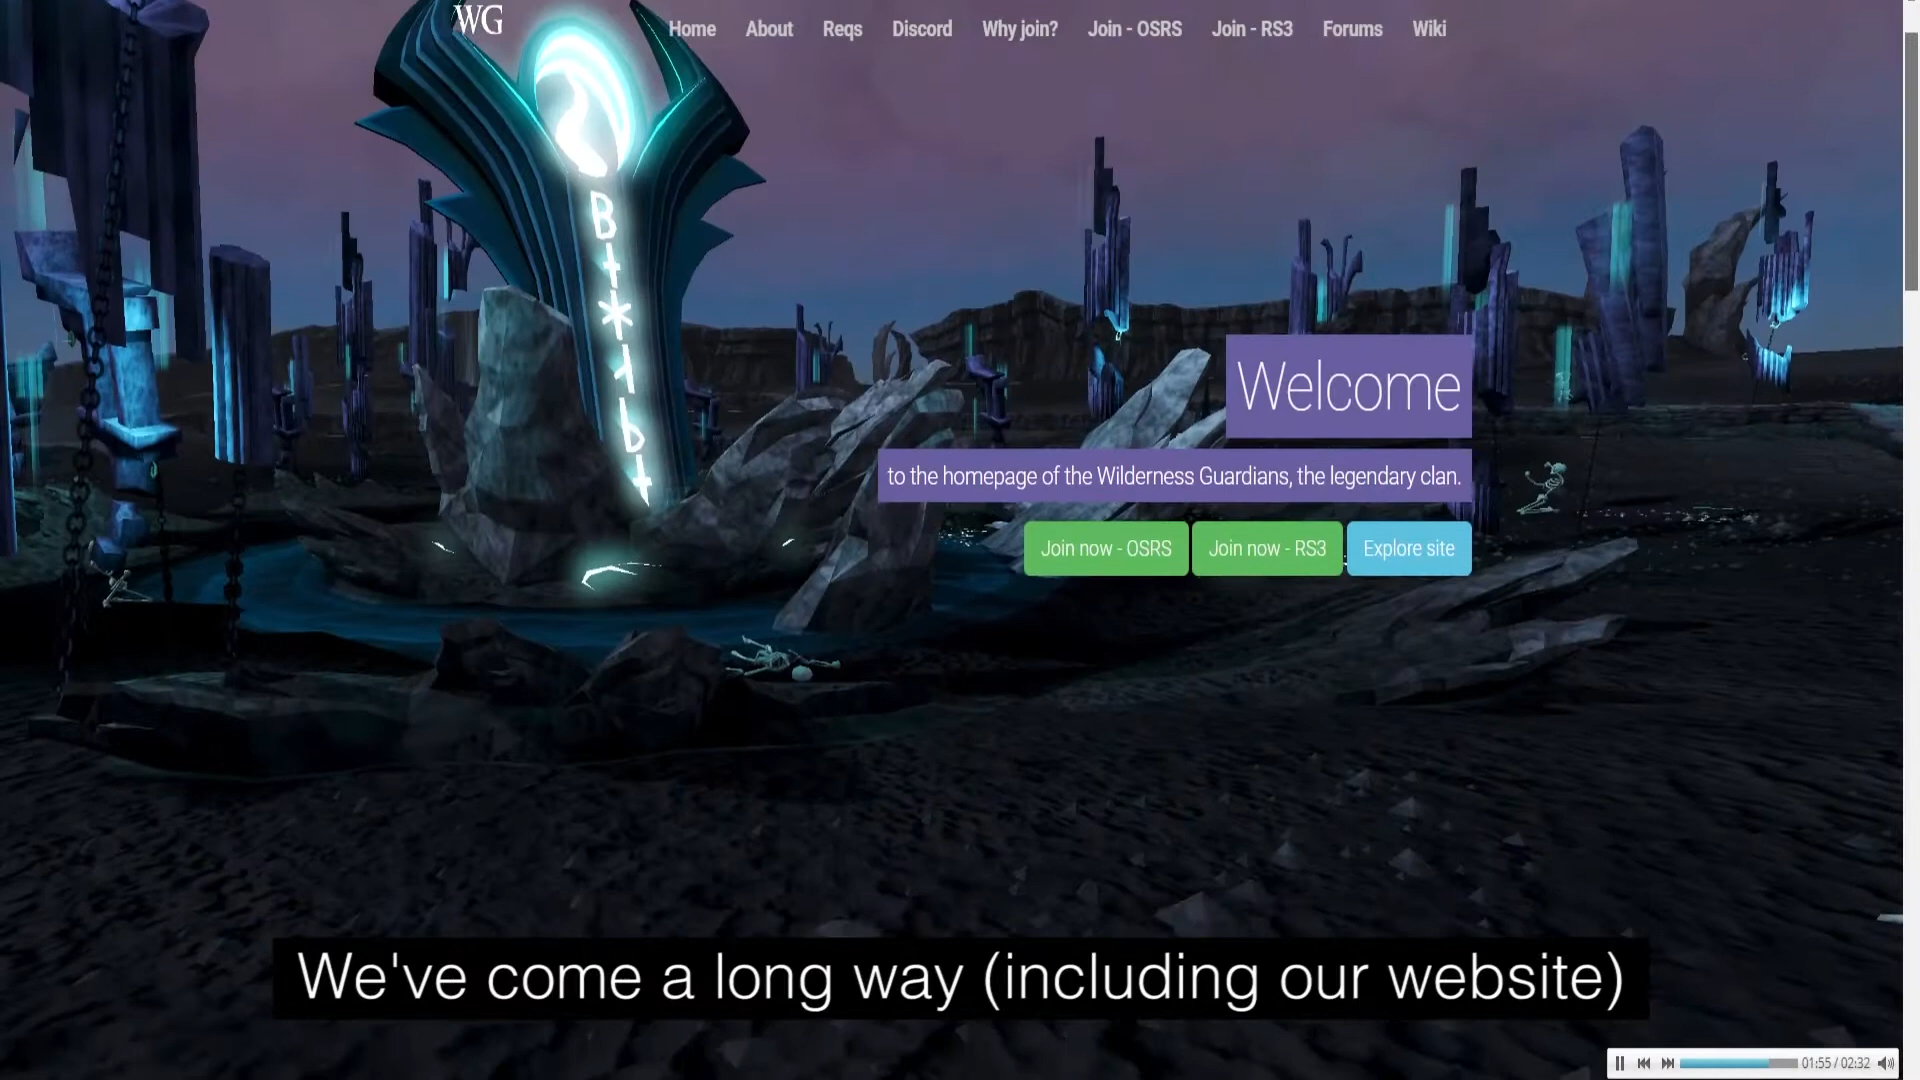 WG
Home About Reqs Discord Why join? Join - OSRS Join - RS3 Forums Wiki
Welcome
to the homepage of the Wilderness Guardians, the legendary clan.
Join now - OSRS Join now - RS3 Explore site
We've come a long way (including our website)
01:55 / 02:32